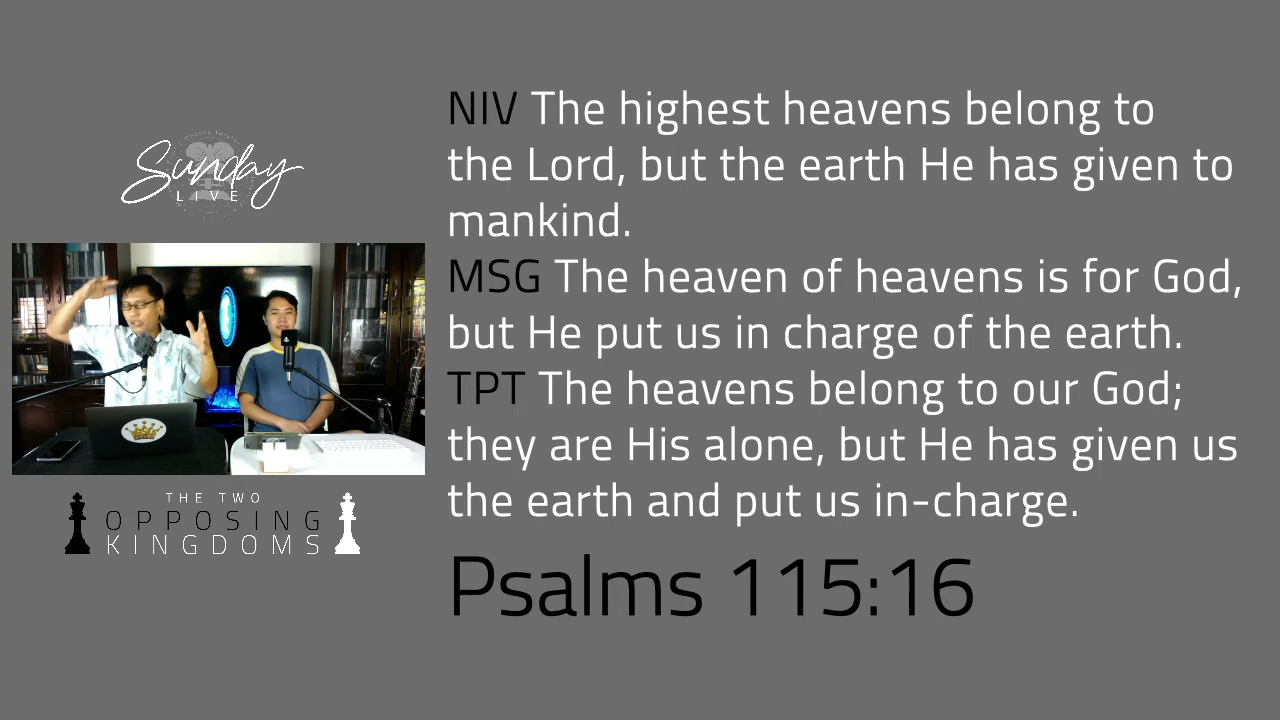 Sunday
LIVE
THE TWO
OPPOSING
KINGDOMS
NIV The highest heavens belong to
the Lord, but the earth He has given to
mankind.
MSG The heaven of heavens is for God,
but He put us in charge of the earth.
TPT The heavens belong to our God;
they are His alone, but He has given us
the earth and put us in-charge.
Psalms 115:16